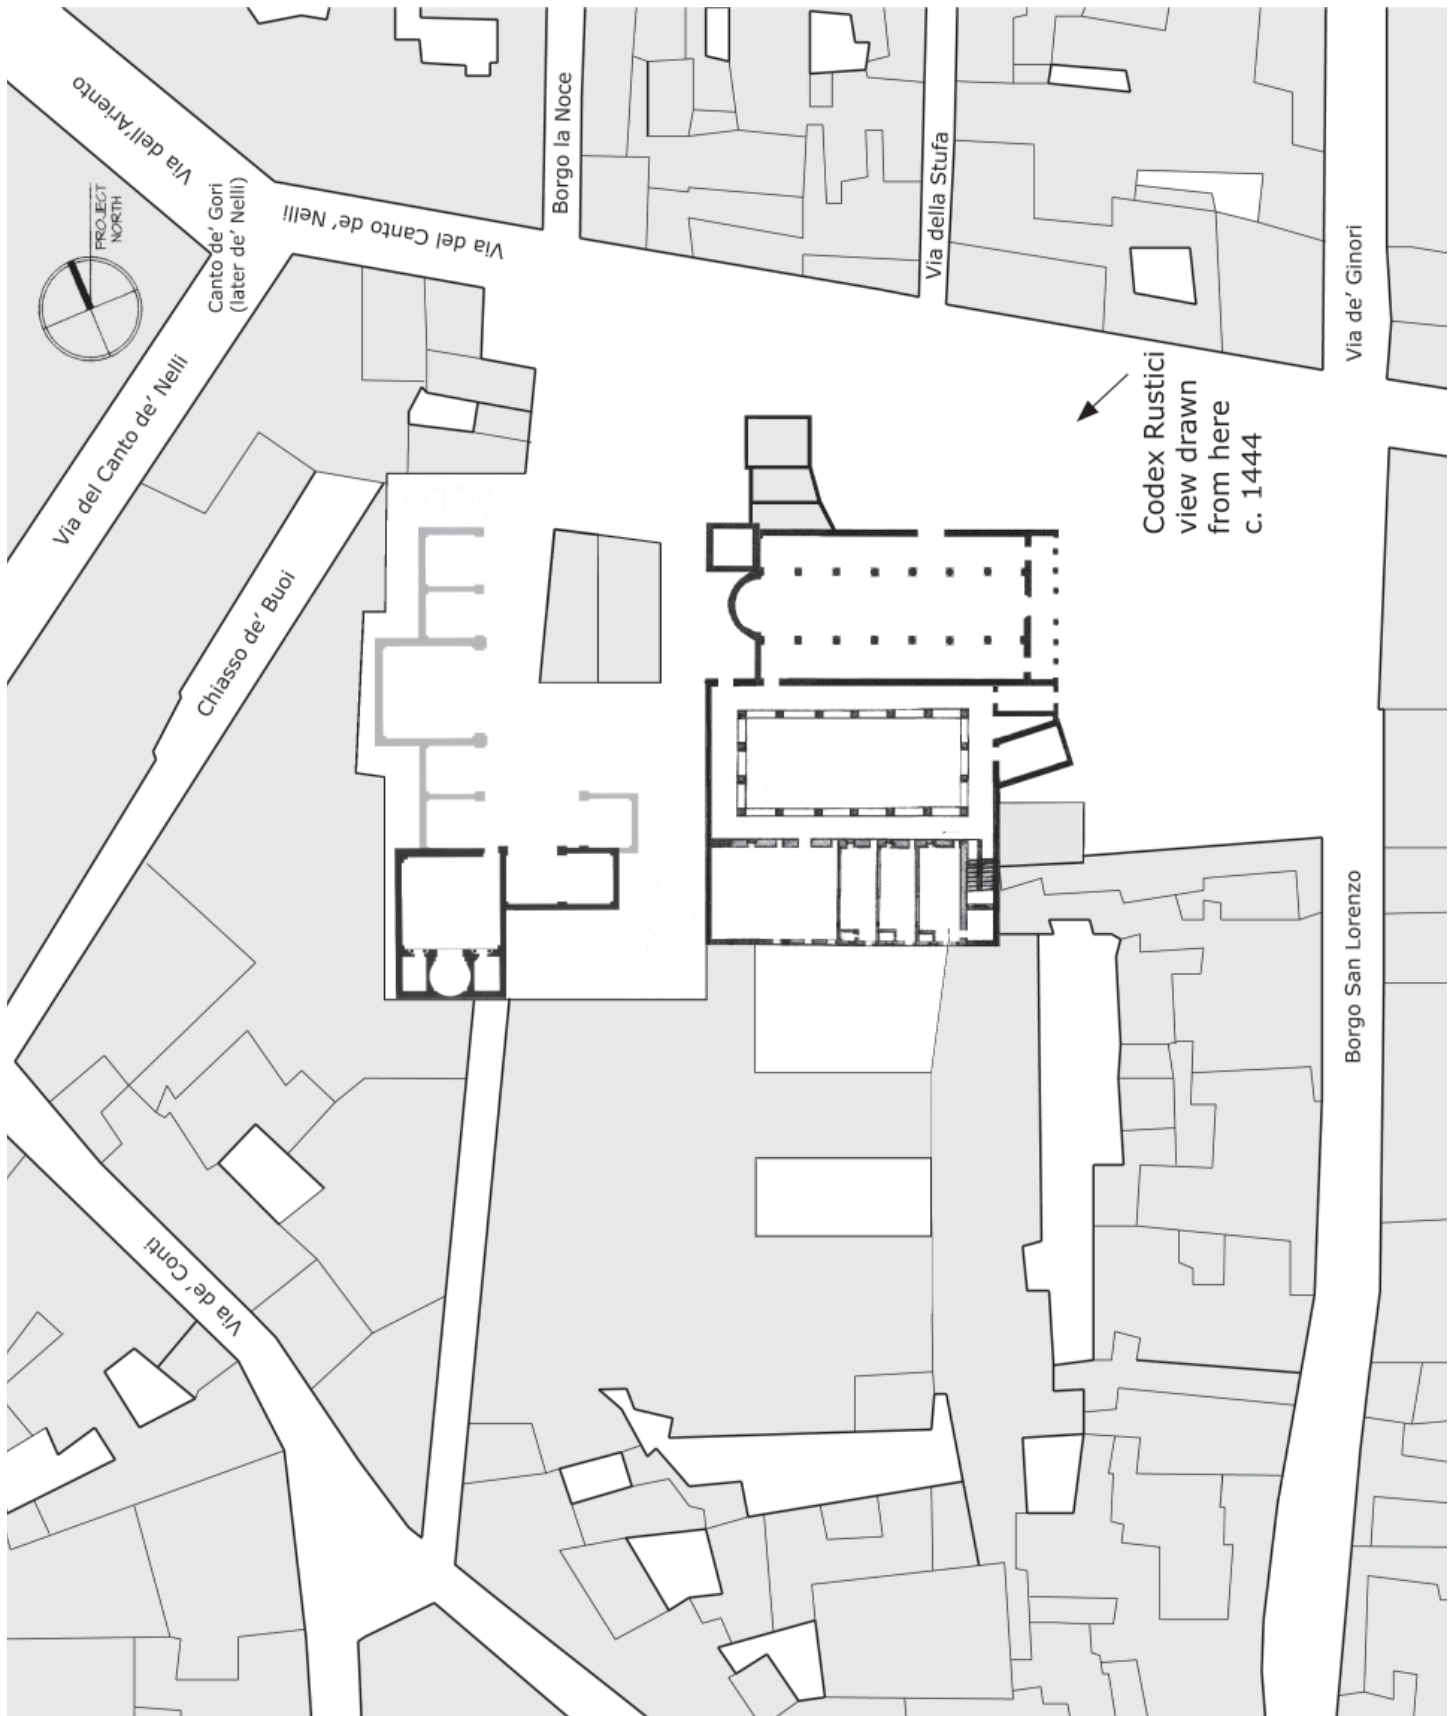 Via dell'Ariento
PROJECT
NORTH
Canto de' Gori
(later de' Nelli)
Via del Canto de' Nelli
Borgo la Noce
Via della Stufa
Via de' Ginori
Via del Canto de' Nelli
Codex Rustici
view drawn
from here
c. 1444
Chiasso de' Buoi
Borgo San Lorenzo
Via de' Conti